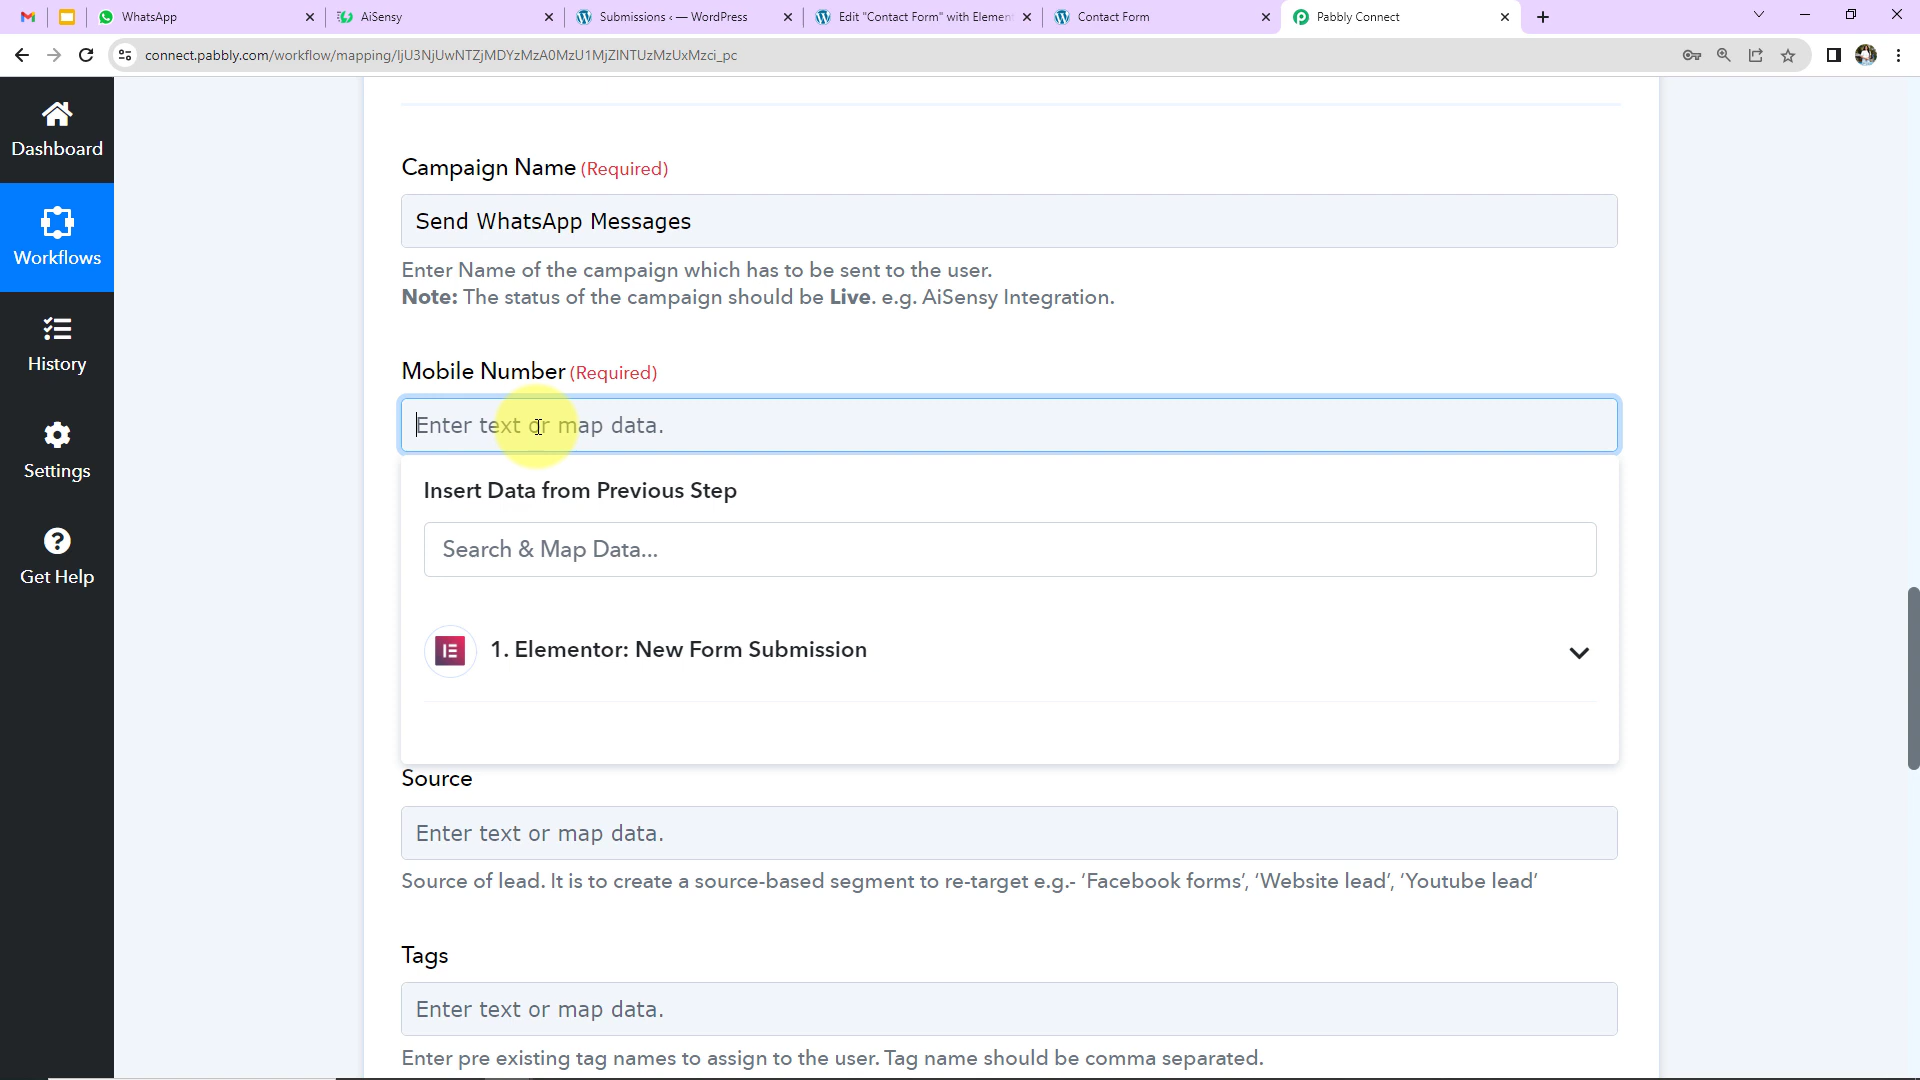 WhatsApp
AiSensy
Submissions ‹ — WordPress
Edit "Contact Form" with Elemen
Contact Form
Pabbly Connect
Dashboard
Workflows
History
Settings
Get Help
Campaign Name (Required)
Send WhatsApp Messages
Enter Name of the campaign which has to be sent to the user.
Note: The status of the campaign should be Live. e.g. AiSensy Integration.
Mobile Number (Required)
Enter text or map data.
Insert Data from Previous Step
Search & Map Data...
1. Elementor: New Form Submission
Source
Enter text or map data.
Source of lead. It is to create a source-based segment to re-target e.g.- ‘Facebook forms’, ‘Website lead’, ‘Youtube lead’
Tags
Enter text or map data.
Enter pre existing tag names to assign to the user. Tag name should be comma separated.